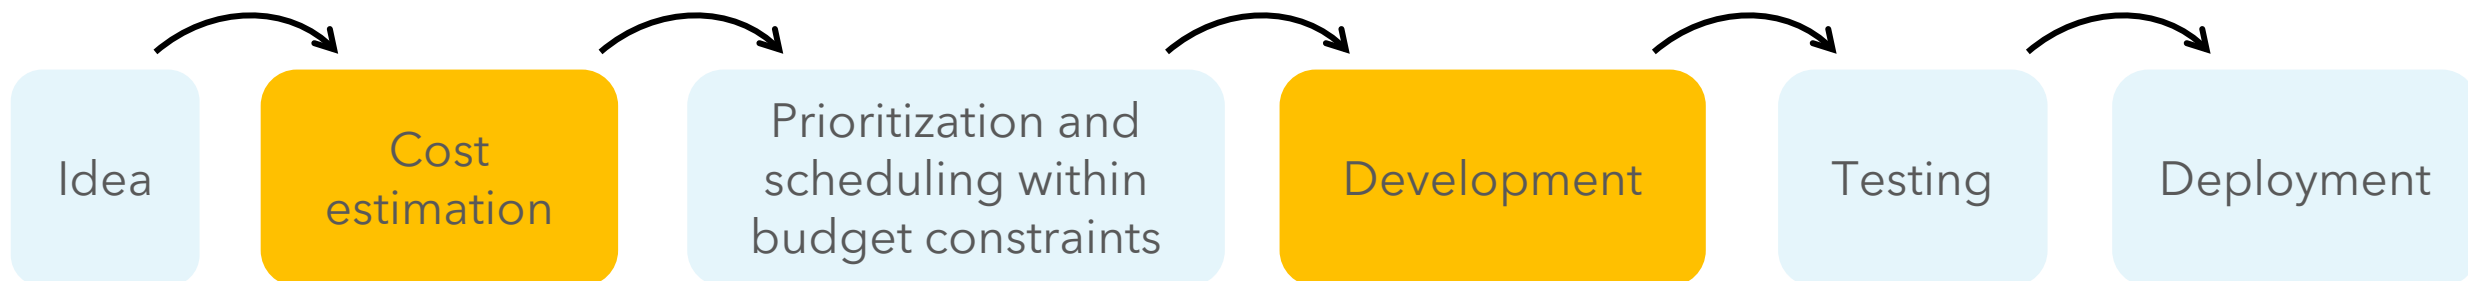 Idea
Cost
estimation
Prioritization and
scheduling within
budget constraints
Development
Testing
Deployment